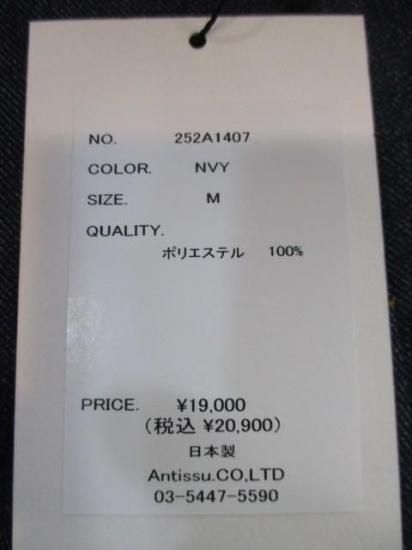 NO. 252A1407
COLOR. NVY
SIZE. M
QUALITY.
ポリエステル 100%
PRICE. ¥19,000
(税込 ¥20,900)
日本製
Antissu.CO,LTD
03-5447-5590